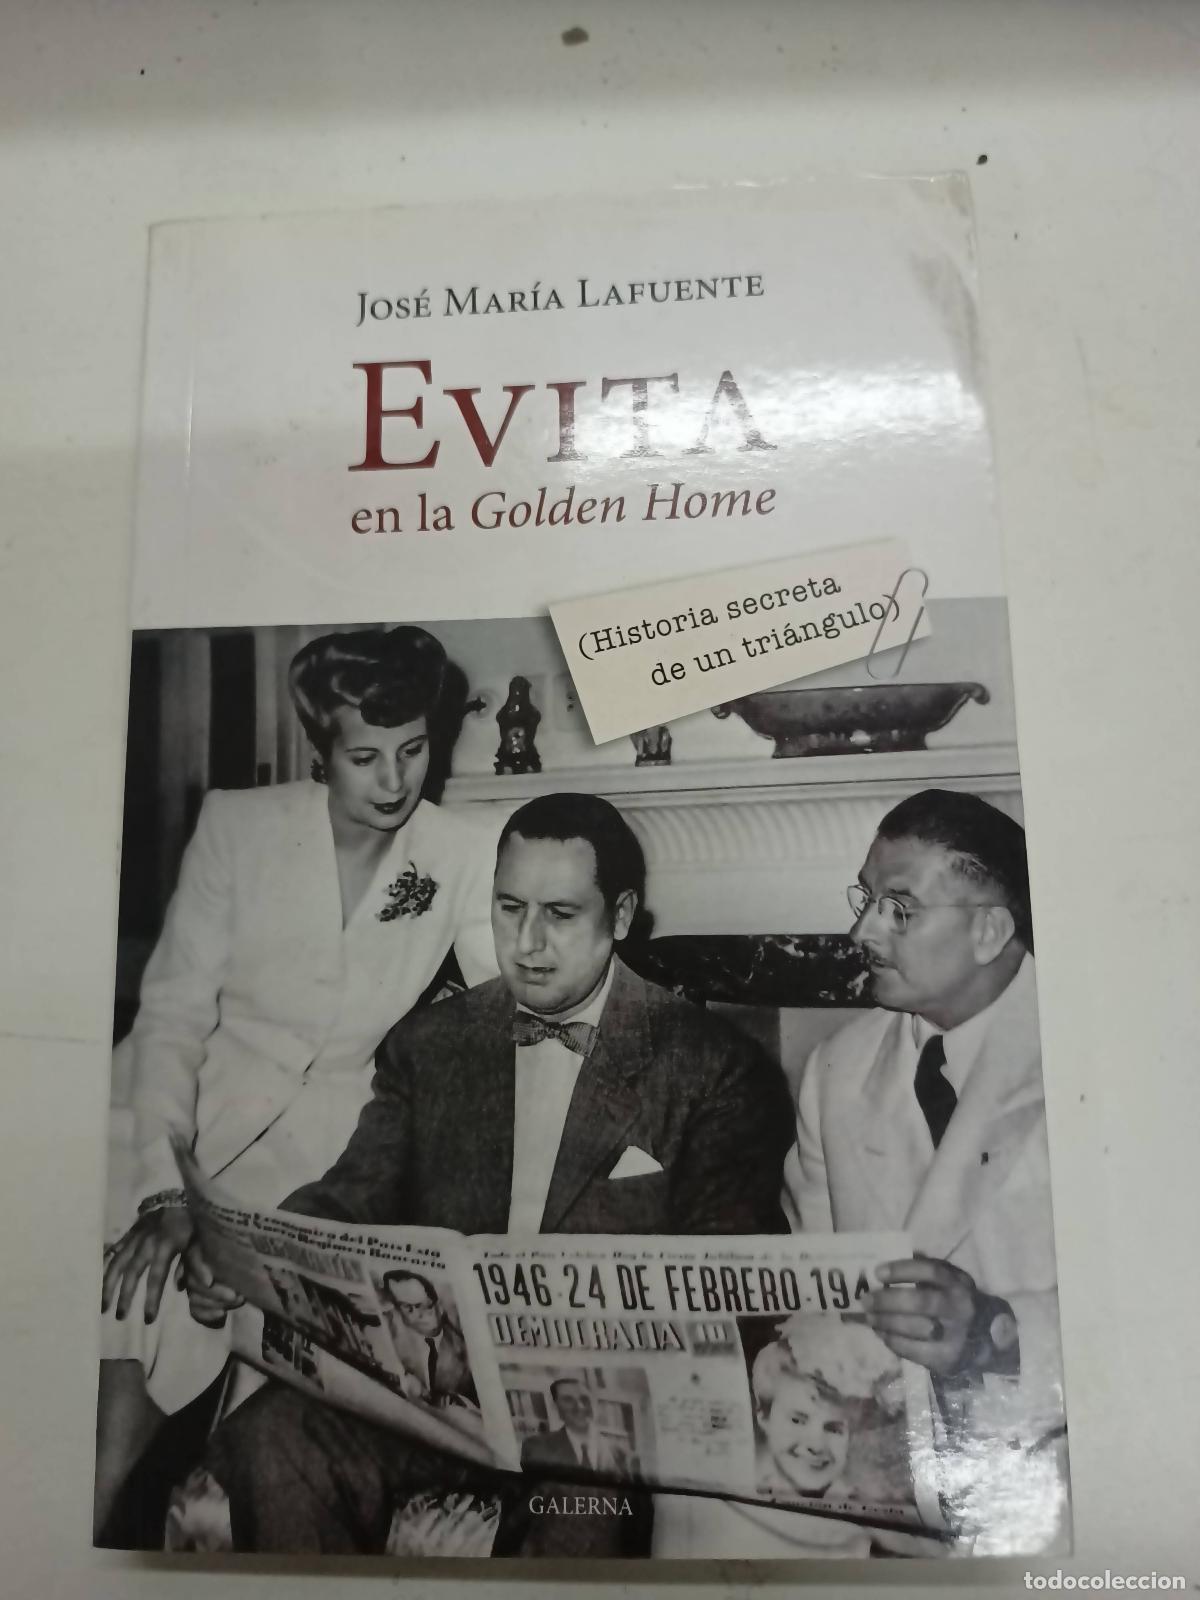 JOSÉ MARÍA LAFUENTE
EVITA
en la Golden Home
(Historia secreta
de un triángulo)
1946·24 DE FEBRERO·194
DEMOCRACIA
GALERNA
todocoleccion